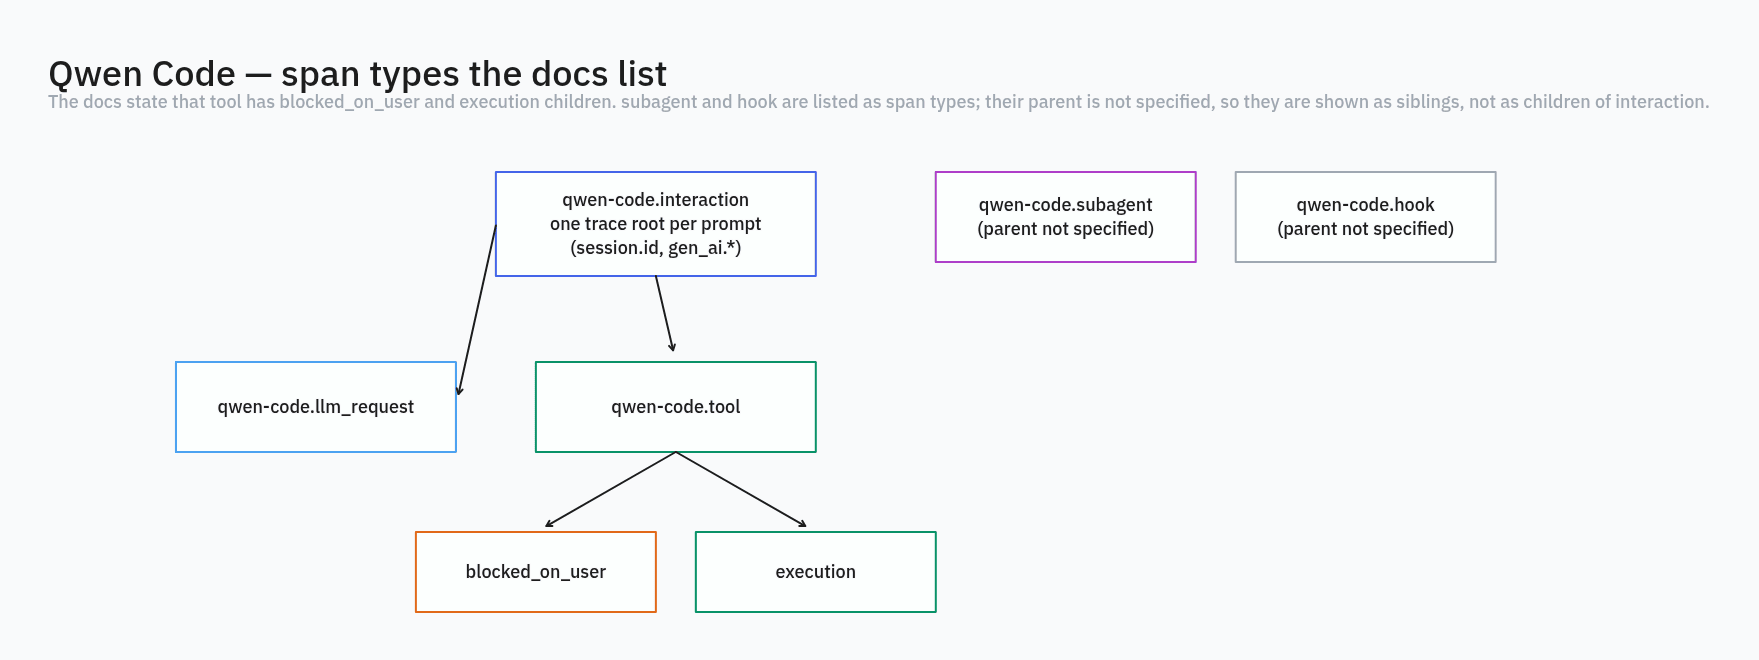 Qwen Code — span types the docs list
The docs state that tool has blocked_on_user and execution children. subagent and hook are listed as span types; their parent is not specified, so they are shown as siblings, not as children of interaction.
qwen-code.interaction
one trace root per prompt
(session.id, gen_ai.*)
qwen-code.subagent
(parent not specified)
qwen-code.hook
(parent not specified)
qwen-code.llm_request
qwen-code.tool
blocked_on_user
execution